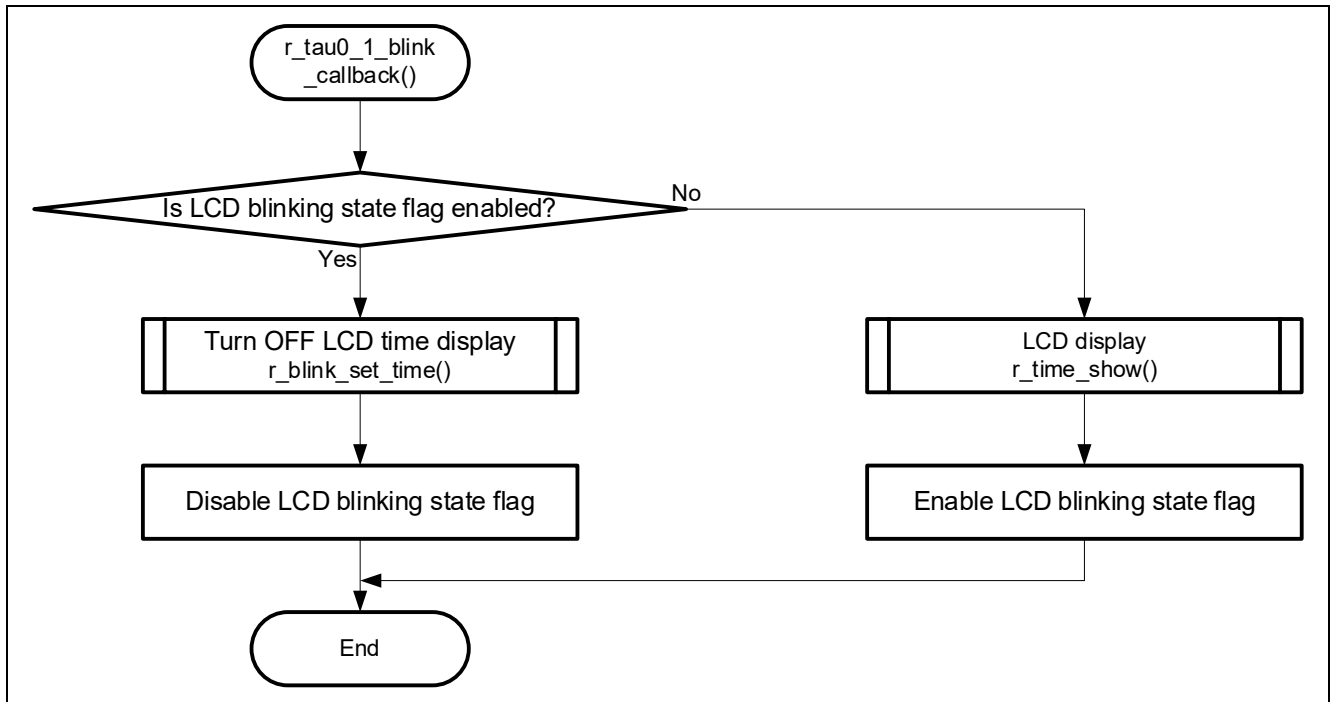 r_tau0_1_blink
_callback()
Is LCD blinking state flag enabled?
No
Yes
Turn OFF LCD time display
r_blink_set_time()
LCD display
r_time_show()
Disable LCD blinking state flag
Enable LCD blinking state flag
End